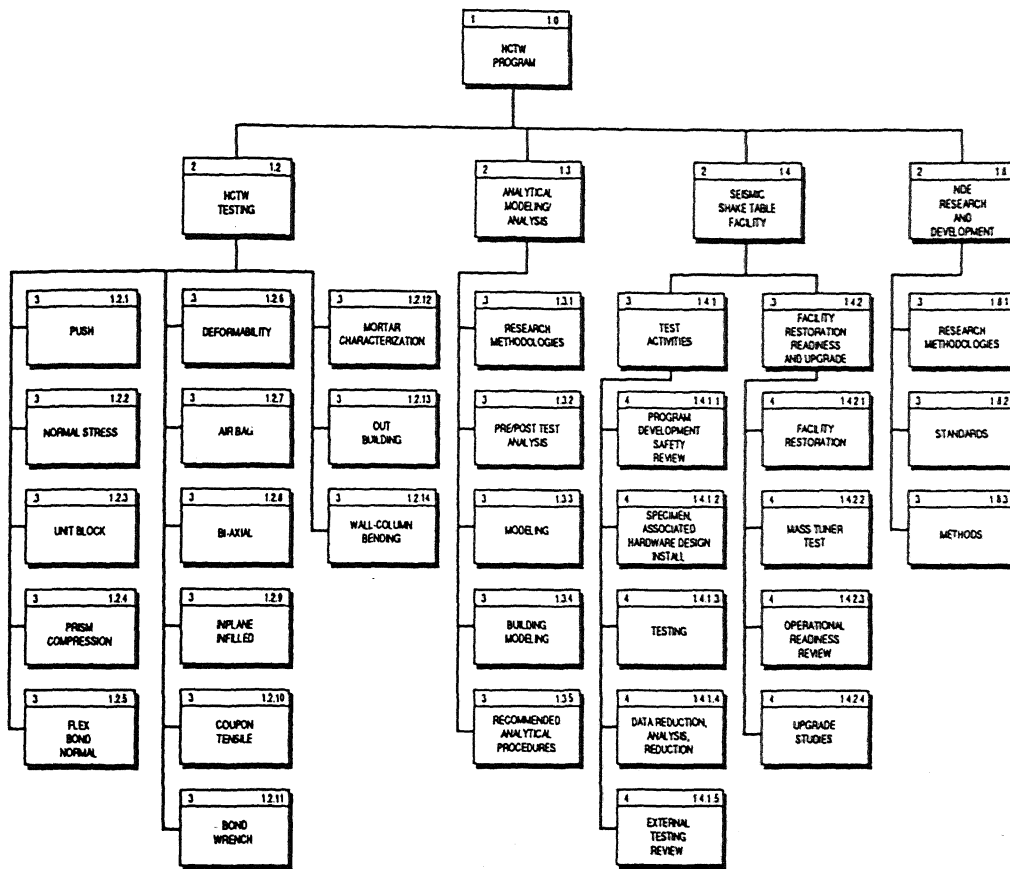 1 1.0
HCTW
PROGRAM
2 1.2
HCTW
TESTING
2 1.3
ANALYTICAL
MODELING/
ANALYSIS
2 1.4
SEISMIC
SHAKE TABLE
FACILITY
2 1.8
NDE
RESEARCH
AND
DEVELOPMENT
3 1.2.1
PUSH
3 1.2.2
NORMAL STRESS
3 1.2.3
UNIT BLOCK
3 1.2.4
PRISM
COMPRESSION
3 1.2.5
FLEX
BOND
NORMAL
3 1.2.6
DEFORMABILITY
3 1.2.7
AIR BAG
3 1.2.8
BI-AXIAL
3 1.2.9
INPLANE
INFILLED
3 1.2.10
COUPON
TENSILE
3 1.2.11
BOND
WRENCH
3 1.2.12
MORTAR
CHARACTERIZATION
3 1.2.13
OUT
BUILDING
3 1.2.14
WALL-COLUMN
BENDING
3 1.3.1
RESEARCH
METHODOLOGIES
3 1.3.2
PRE/POST TEST
ANALYSIS
3 1.3.3
MODELING
3 1.3.4
BUILDING
MODELING
3 1.3.5
RECOMMENDED
ANALYTICAL
PROCEDURES
3 1.4.1
TEST
ACTIVITIES
4 1.4.1.1
PROGRAM
DEVELOPMENT
SAFETY
REVIEW
4 1.4.1.2
SPECIMEN,
ASSOCIATED
HARDWARE DESIGN
INSTALL
4 1.4.1.3
TESTING
4 1.4.1.4
DATA REDUCTION,
ANALYSIS,
REDUCTION
4 1.4.1.5
EXTERNAL
TESTING
REVIEW
3 1.4.2
FACILITY
RESTORATION
READINESS
AND UPGRADE
4 1.4.2.1
FACILITY
RESTORATION
4 1.4.2.2
MASS TUNER
TEST
4 1.4.2.3
OPERATIONAL
READINESS
REVIEW
4 1.4.2.4
UPGRADE
STUDIES
3 1.8.1
RESEARCH
METHODOLOGIES
3 1.8.2
STANDARDS
3 1.8.3
METHODS